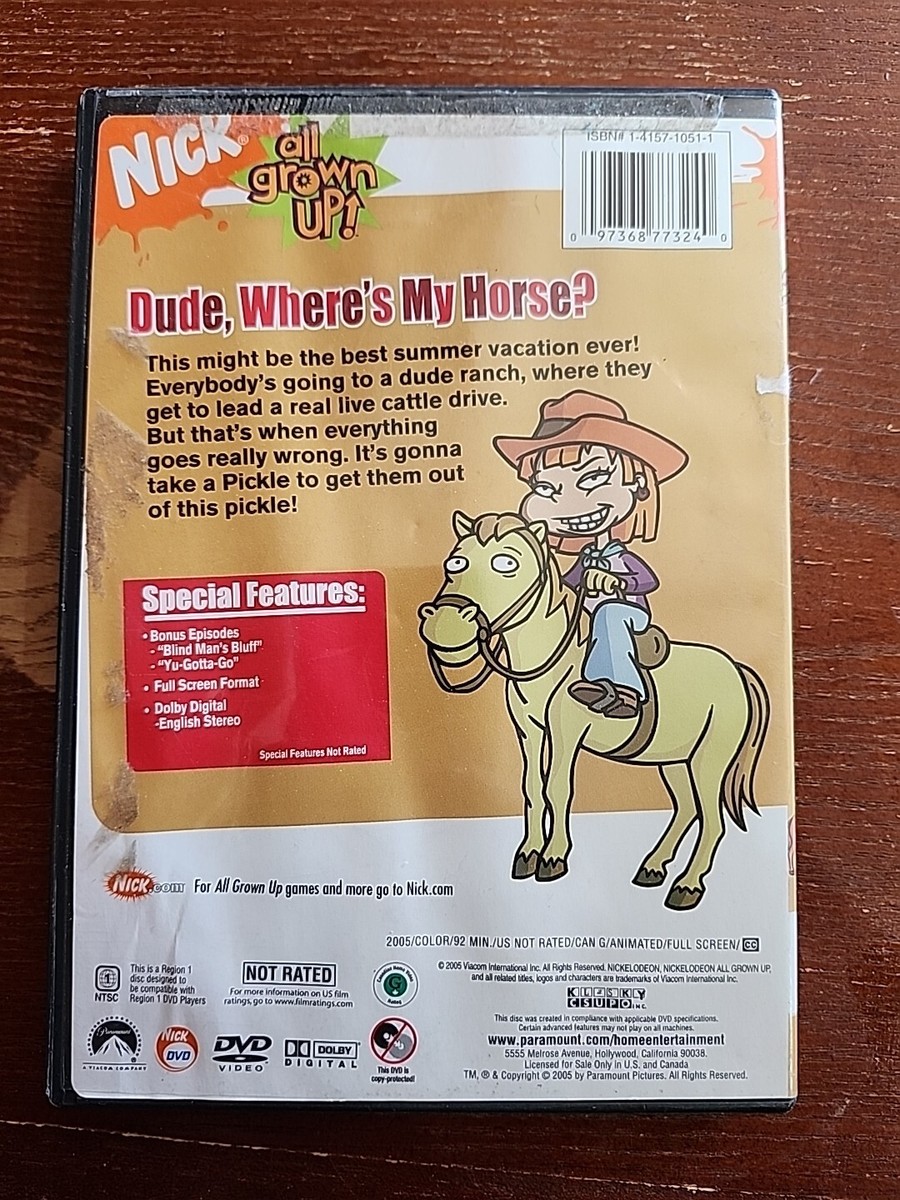 NICK®
all
grown
UP!
ISBN# 1-4157-1051-1
0 97368 77324 0
Dude, Where's My Horse?
This might be the best summer vacation ever!
Everybody's going to a dude ranch, where they
get to lead a real live cattle drive.
But that's when everything
goes really wrong. It's gonna
take a Pickle to get them out
of this pickle!
Special Features:
• Bonus Episodes
- "Blind Man's Bluff"
- "Yu-Gotta-Go"
• Full Screen Format
• Dolby Digital
-English Stereo
Special Features Not Rated
NICK.com For All Grown Up games and more go to Nick.com
2005/COLOR/92 MIN./US NOT RATED/CAN G/ANIMATED/FULL SCREEN/ CC
1
NTSC
This is a Region 1
disc designed to
be compatible with
Region 1 DVD Players
NOT RATED
For more information on US film
ratings, go to www.filmratings.com
Canadian Home Video
G
Rated
© 2005 Viacom International Inc. All Rights Reserved. NICKELODEON, NICKELODEON ALL GROWN UP,
and all related titles, logos and characters are trademarks of Viacom International Inc.
KLASKY
CSUPO INC.
This disc was created in compliance with applicable DVD specifications.
Certain advanced features may not play on all machines.
www.paramount.com/homeentertainment
5555 Melrose Avenue, Hollywood, California 90038.
Licensed for Sale Only in U.S. and Canada
TM, ® & Copyright © 2005 by Paramount Pictures. All Rights Reserved.
Paramount
A VIACOM COMPANY
NICK
DVD
DVD
VIDEO
DOLBY
DIGITAL
This DVD is
copy-protected!